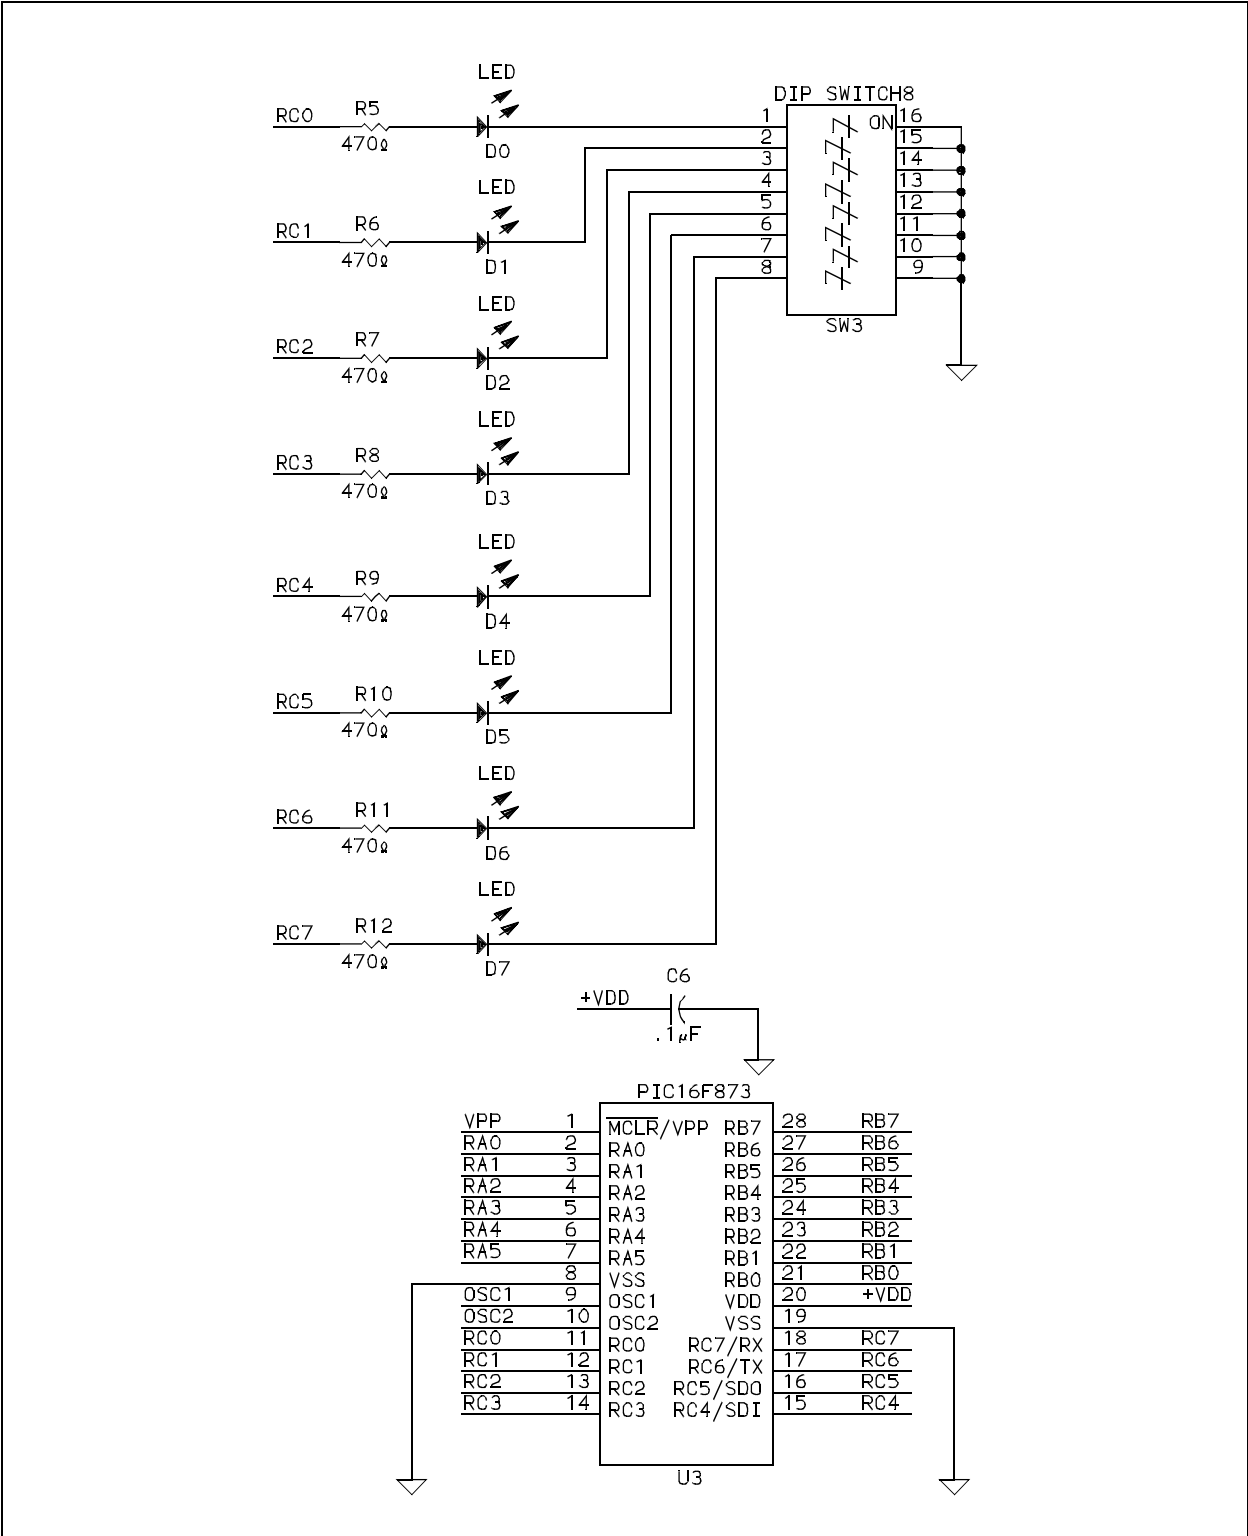 LED
DIP SWITCH8
RC0 R5 1 ON 16
470Ω D0 2 15
LED 3 14
4 13
R6 5 12
RC1 6 11
470Ω D1 7 10
8 9
LED
SW3
RC2 R7
470Ω D2
LED
RC3 R8
470Ω D3
LED
RC4 R9
470Ω D4
LED
RC5 R10
470Ω D5
LED
RC6 R11
470Ω D6
LED
RC7 R12
470Ω D7
C6
+VDD
.1µF
PIC16F873
VPP 1 MCLR/VPP RB7 28 RB7
RA0 2 RA0 RB6 27 RB6
RA1 3 RA1 RB5 26 RB5
RA2 4 RA2 RB4 25 RB4
RA3 5 RA3 RB3 24 RB3
RA4 6 RA4 RB2 23 RB2
RA5 7 RA5 RB1 22 RB1
8 VSS RB0 21 RB0
OSC1 9 OSC1 VDD 20 +VDD
OSC2 10 OSC2 VSS 19
RC0 11 RC0 RC7/RX 18 RC7
RC1 12 RC1 RC6/TX 17 RC6
RC2 13 RC2 RC5/SDO 16 RC5
RC3 14 RC3 RC4/SDI 15 RC4
U3